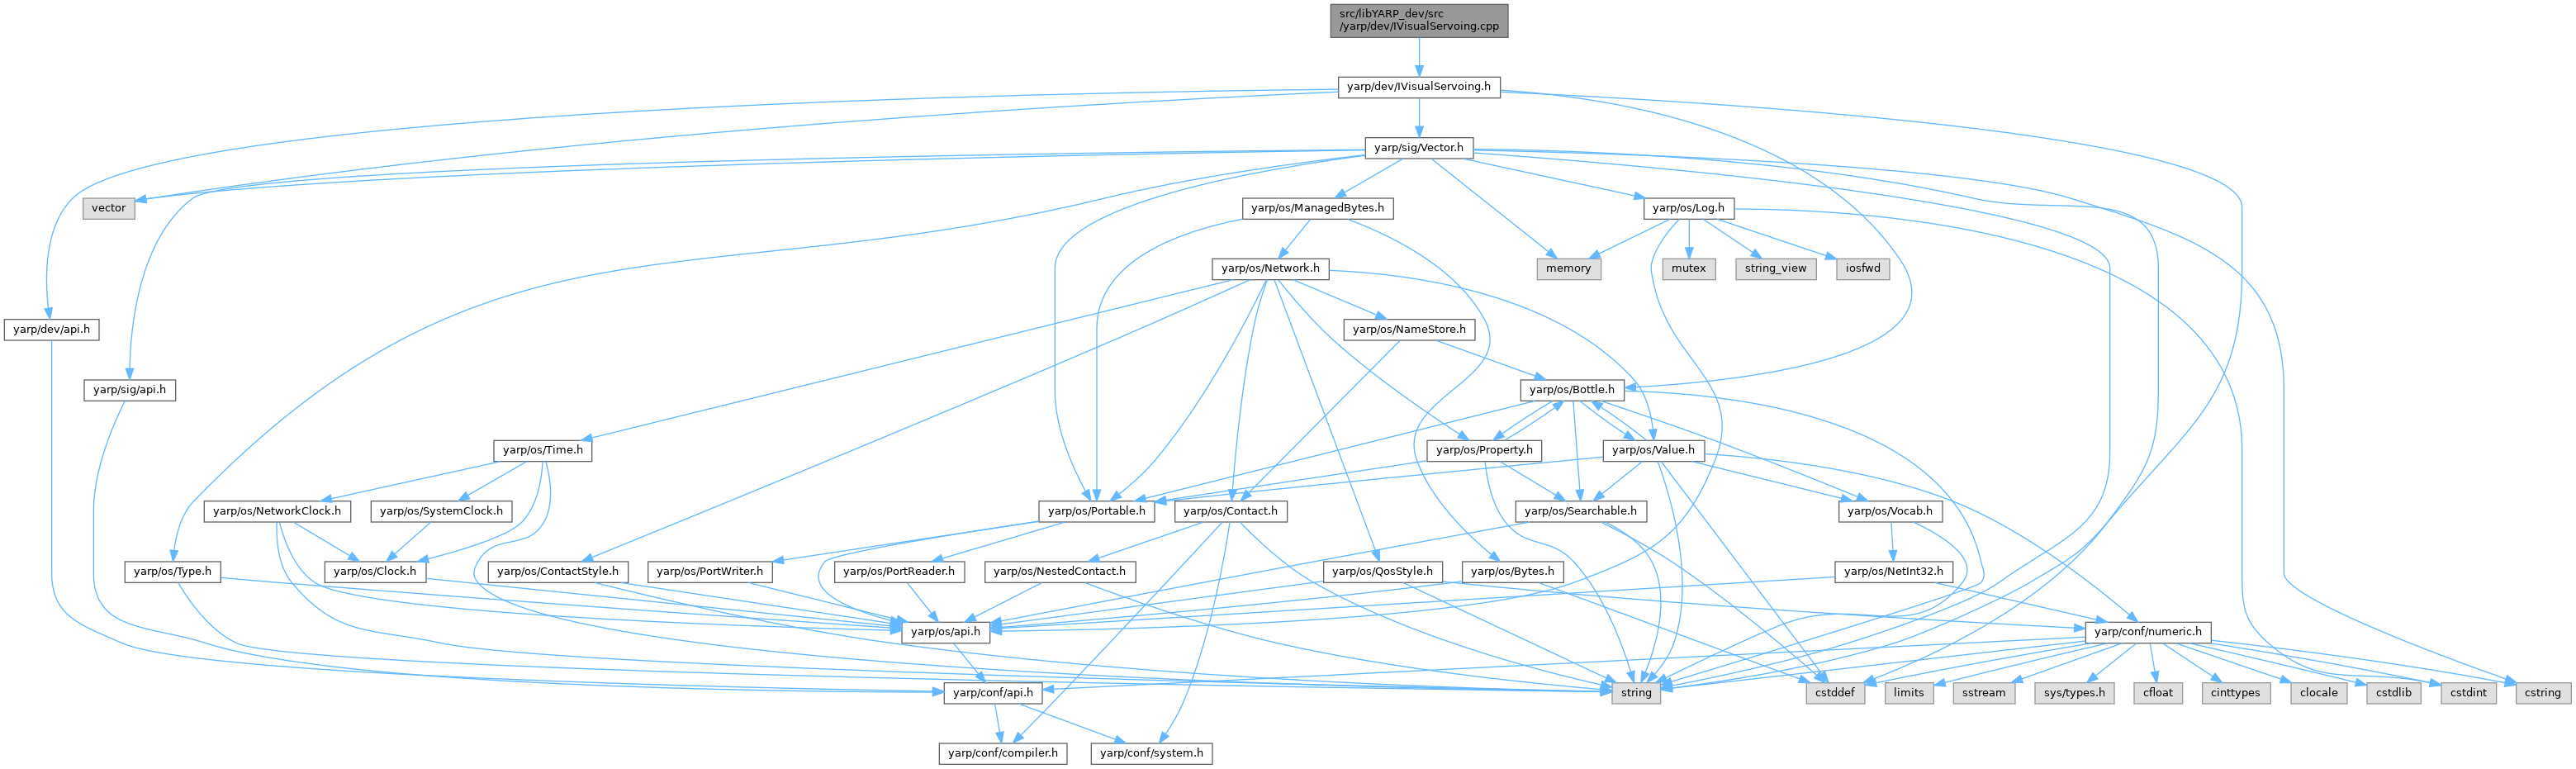 src/libYARP_dev/src
/yarp/dev/IVisualServoing.cpp
yarp/dev/IVisualServoing.h
yarp/sig/Vector.h
vector
yarp/os/ManagedBytes.h
yarp/os/Log.h
yarp/os/Network.h
memory
mutex
string_view
iosfwd
yarp/dev/api.h
yarp/os/NameStore.h
yarp/sig/api.h
yarp/os/Bottle.h
yarp/os/Time.h
yarp/os/Property.h
yarp/os/Value.h
yarp/os/NetworkClock.h
yarp/os/SystemClock.h
yarp/os/Portable.h
yarp/os/Contact.h
yarp/os/Searchable.h
yarp/os/Vocab.h
yarp/os/Type.h
yarp/os/Clock.h
yarp/os/ContactStyle.h
yarp/os/PortWriter.h
yarp/os/PortReader.h
yarp/os/NestedContact.h
yarp/os/QosStyle.h
yarp/os/Bytes.h
yarp/os/NetInt32.h
yarp/os/api.h
yarp/conf/numeric.h
yarp/conf/api.h
string
cstddef
limits
sstream
sys/types.h
cfloat
cinttypes
clocale
cstdlib
cstdint
cstring
yarp/conf/compiler.h
yarp/conf/system.h